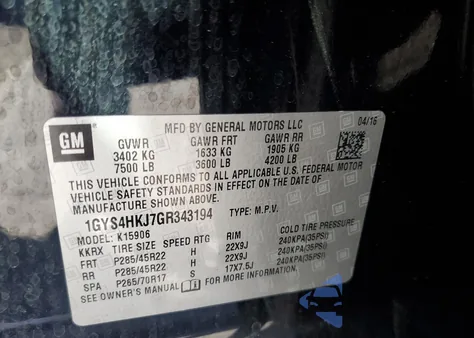 GM
MFD BY GENERAL MOTORS LLC 04/16
GVWR GAWR FRT GAWR RR
3402 KG 1633 KG 1905 KG
7500 LB 3600 LB 4200 LB
THIS VEHICLE CONFORMS TO ALL APPLICABLE U.S. FEDERAL MOTOR
VEHICLE SAFETY STANDARDS IN EFFECT ON THE DATE OF
MANUFACTURE SHOWN ABOVE.
1GYS4HKJ7GR343194 TYPE: M.P.V.
MODEL: K15906
KKRX TIRE SIZE SPEED RTG RIM COLD TIRE PRESSURE
FRT P285/45R22 H 22X9J 240KPA(35PSI)
RR P285/45R22 H 22X9J 240KPA(35PSI)
SPA P265/70R17 S 17X7.5J 240KPA(35PSI)
SEE OWNER'S MANUAL FOR